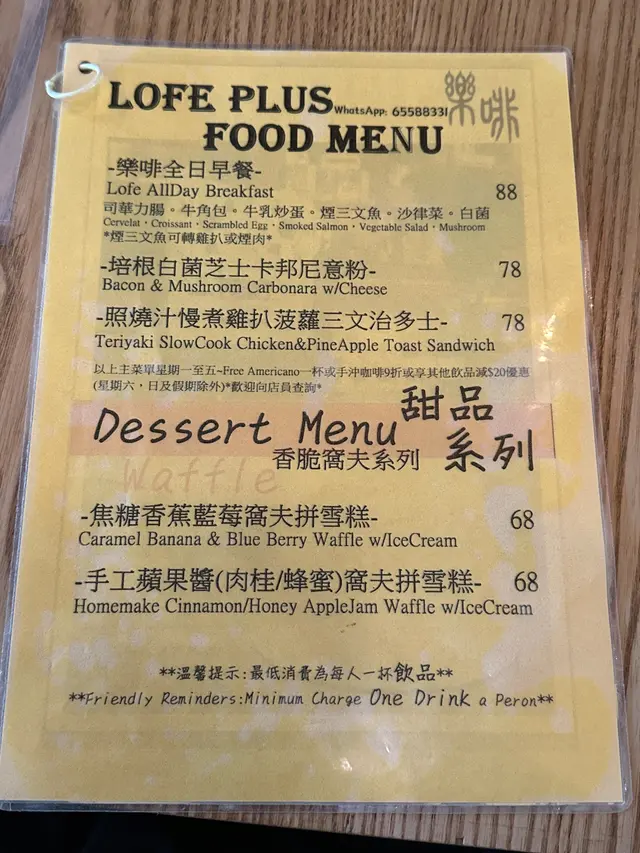 LOFE PLUS WhatsApp: 65588331 樂啡
FOOD MENU
-樂啡全日早餐-
Lofe AllDay Breakfast 88
司華力腸。牛角包。牛乳炒蛋。煙三文魚。沙律菜。白菌
Cervelat，Croissant，Scrambled Egg，Smoked Salmon，Vegetable Salad，Mushroom
*煙三文魚可轉雞扒或煙肉*
-培根白菌芝士卡邦尼意粉- 78
Bacon & Mushroom Carbonara w/Cheese
-照燒汁慢煮雞扒菠蘿三文治多士- 78
Teriyaki SlowCook Chicken&PineApple Toast Sandwich
以上主菜單星期一至五~Free Americano一杯或手沖咖啡9折或享其他飲品減$20優惠
(星期六，日及假期除外)*歡迎向店員查詢*
Dessert Menu 甜品
香脆窩夫系列 系列
Waffle
-焦糖香蕉藍莓窩夫拼雪糕- 68
Caramel Banana & Blue Berry Waffle w/IceCream
-手工蘋果醬(肉桂/蜂蜜)窩夫拼雪糕- 68
Homemake Cinnamon/Honey AppleJam Waffle w/IceCream
**溫馨提示:最低消費為每人一杯飲品**
**Friendly Reminders:Minimum Charge One Drink a Peron**